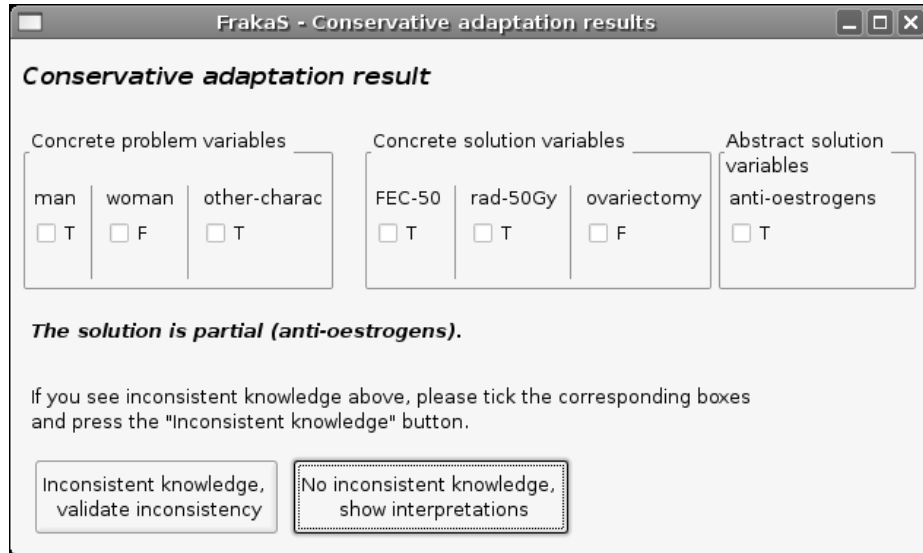 FrakaS - Conservative adaptation results
Conservative adaptation result
Concrete problem variables
Concrete solution variables
Abstract solution
variables
man woman other-charac FEC-50 rad-50Gy ovariectomy anti-oestrogens
T F T T T F T
The solution is partial (anti-oestrogens).
If you see inconsistent knowledge above, please tick the corresponding boxes
and press the "Inconsistent knowledge" button.
Inconsistent knowledge,
validate inconsistency
No inconsistent knowledge,
show interpretations